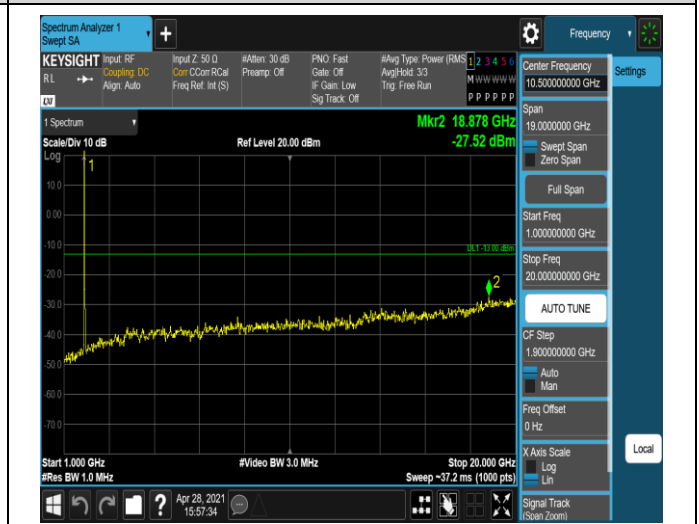 Spectrum Analyzer 1
Swept SA
+
Frequency
KEYSIGHT
RL
LXI
Input: RF
Coupling: DC
Align: Auto
Input Z: 50 Ω
Corr CCorr RCal
Freq Ref: Int (S)
#Atten: 30 dB
Preamp: Off
PNO: Fast
Gate: Off
IF Gain: Low
Sig Track: Off
#Avg Type: Power (RMS
Avg|Hold: 3/3
Trig: Free Run
1 2 3 4 5 6
M W W W W W
P P P P P P
1 Spectrum
Scale/Div 10 dB
Log
Ref Level 20.00 dBm
Mkr2 18.878 GHz
-27.52 dBm
1
10.0
0.00
-10.0
DL1 -13.00 dBm
-20.0
2
-30.0
-40.0
-50.0
-60.0
-70.0
Start 1.000 GHz
#Res BW 1.0 MHz
#Video BW 3.0 MHz
Stop 20.000 GHz
Sweep ~37.2 ms (1000 pts)
?
Apr 28, 2021
15:57:34
Center Frequency
10.500000000 GHz
Settings
Span
19.0000000 GHz
Swept Span
Zero Span
Full Span
Start Freq
1.000000000 GHz
Stop Freq
20.000000000 GHz
AUTO TUNE
CF Step
1.900000000 GHz
Auto
Man
Freq Offset
0 Hz
X Axis Scale
Log
Lin
Local
Signal Track
(Span Zoom)